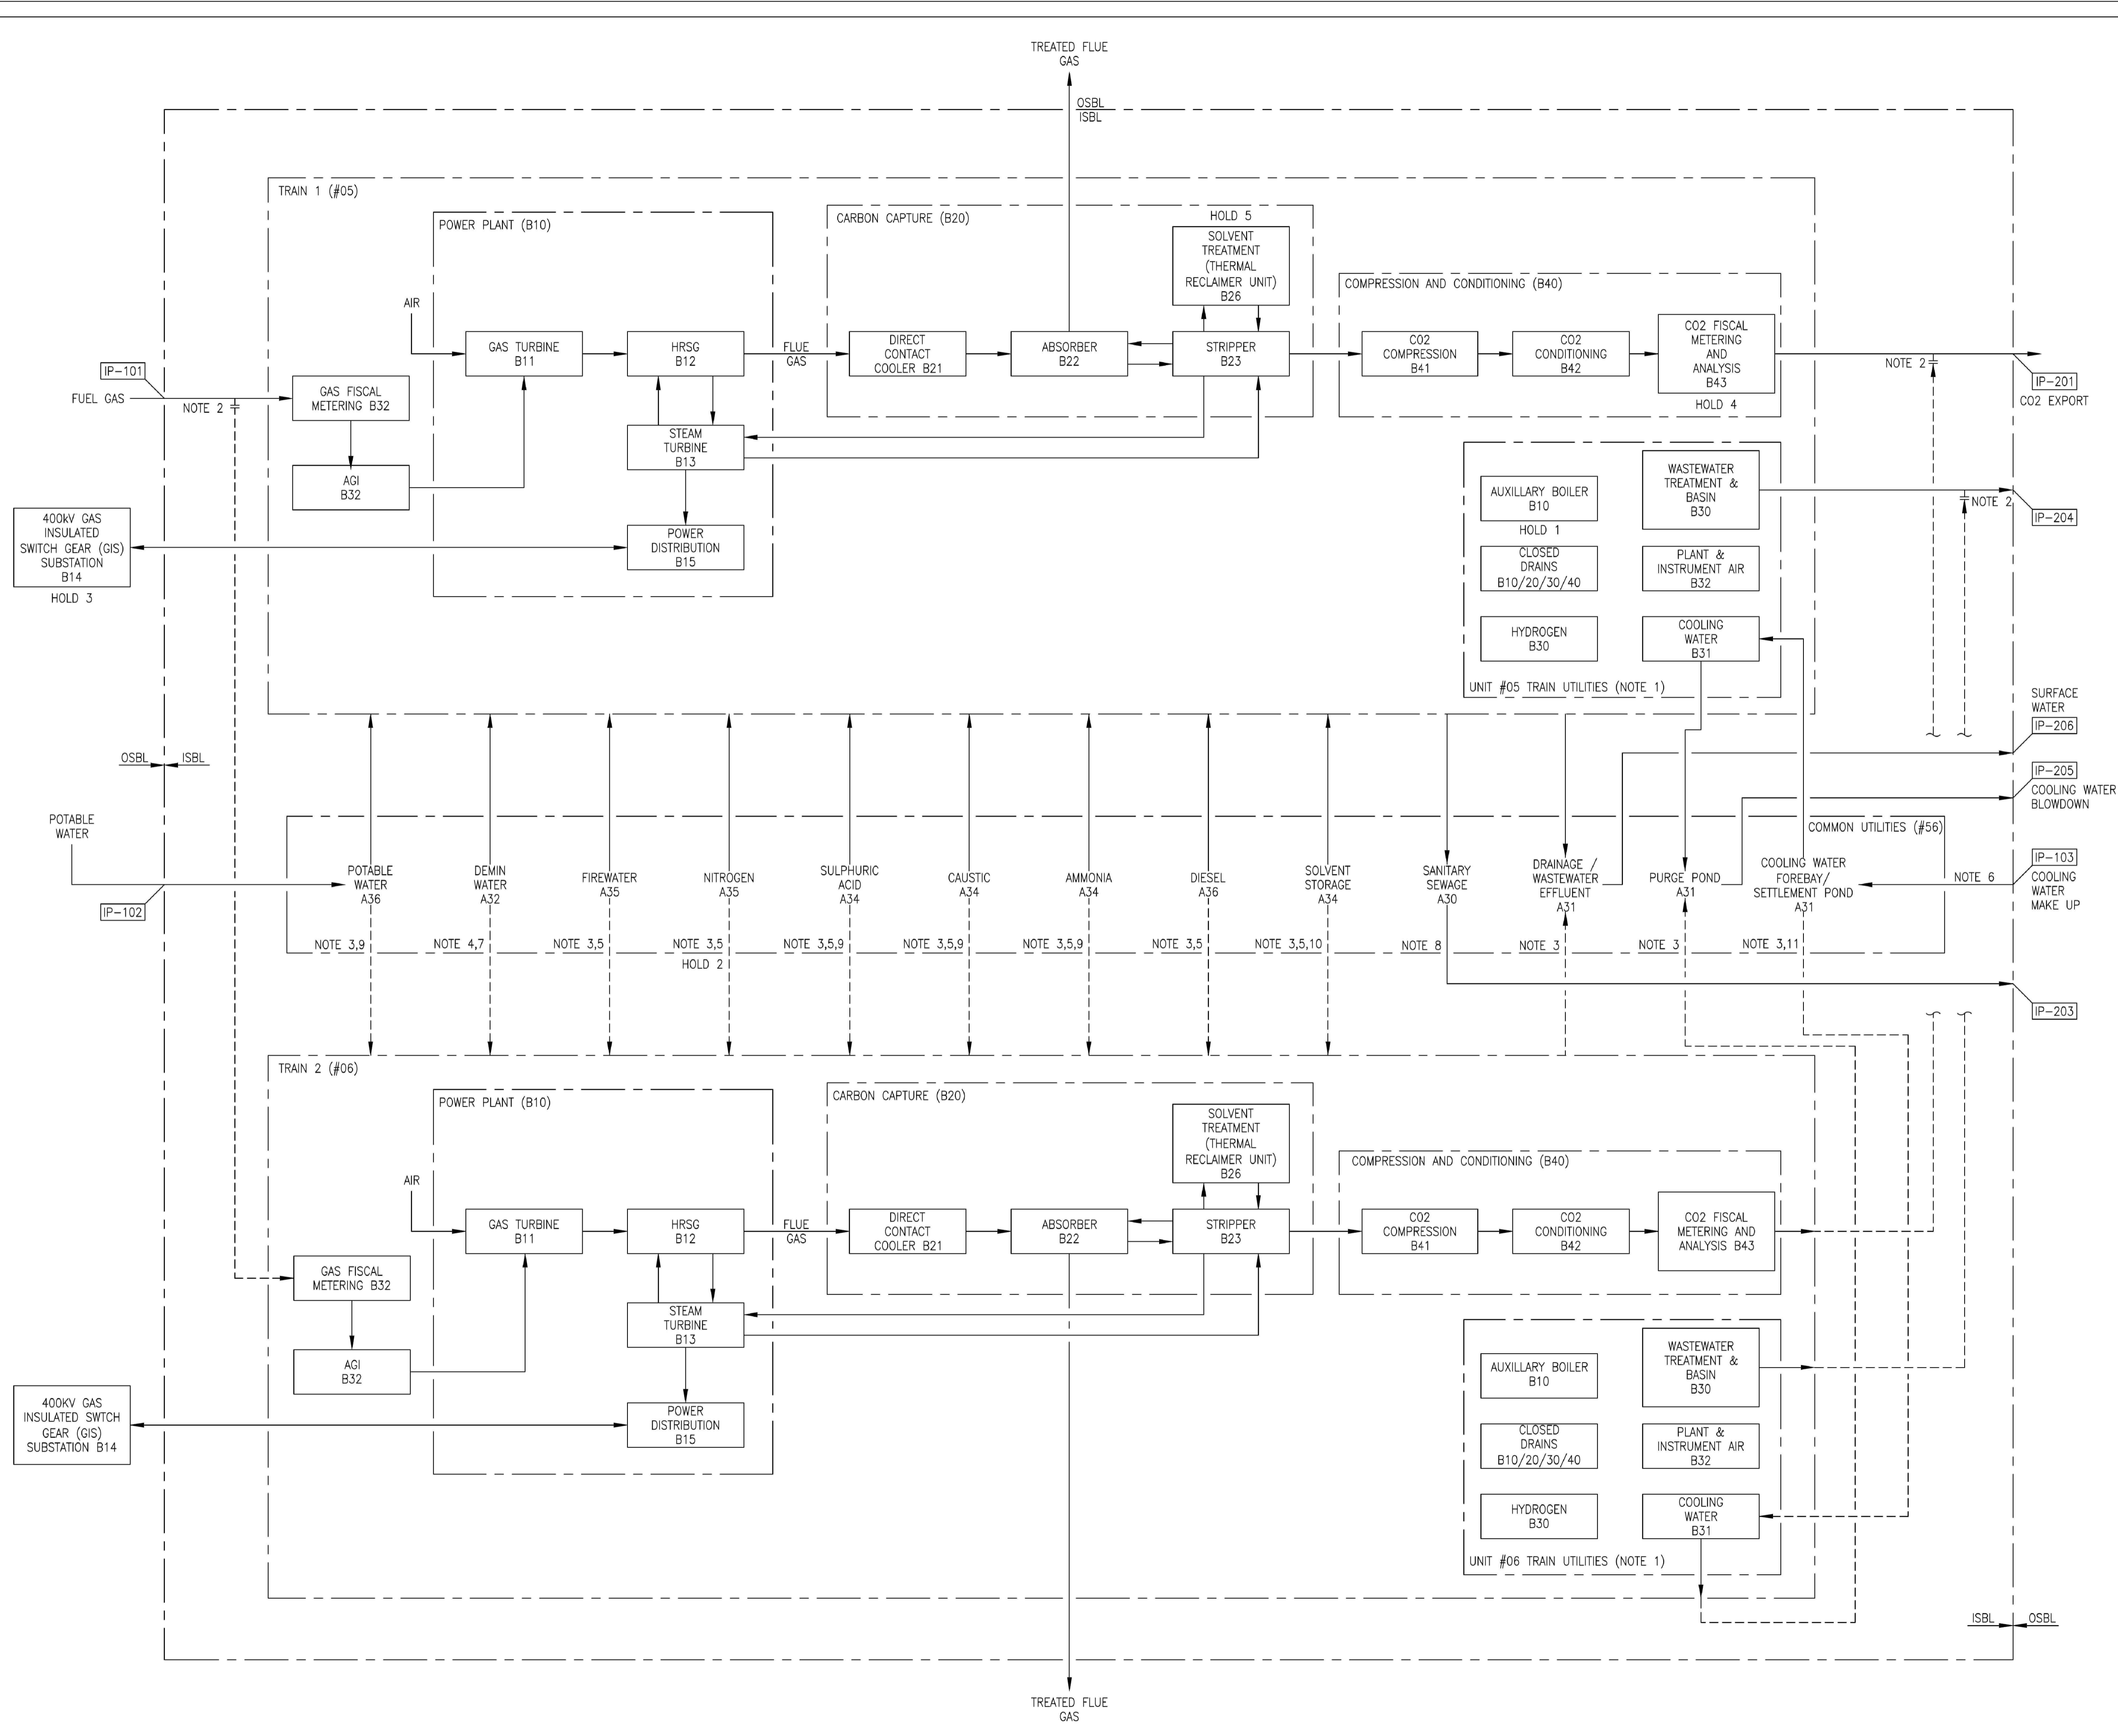 TREATED FLUE
GAS
OSBL
ISBL
TRAIN 1 (#05)
POWER PLANT (B10)
CARBON CAPTURE (B20)
HOLD 5
SOLVENT
TREATMENT
(THERMAL
RECLAIMER UNIT)
B26
COMPRESSION AND CONDITIONING (B40)
AIR
GAS TURBINE
B11
HRSG
B12
FLUE
GAS
DIRECT
CONTACT
COOLER B21
ABSORBER
B22
STRIPPER
B23
CO2
COMPRESSION
B41
CO2
CONDITIONING
B42
CO2 FISCAL
METERING
AND
ANALYSIS
B43
HOLD 4
NOTE 2
IP-201
CO2 EXPORT
IP-101
FUEL GAS
NOTE 2
GAS FISCAL
METERING B32
AGI
B32
STEAM
TURBINE
B13
POWER
DISTRIBUTION
B15
400kV GAS
INSULATED
SWITCH GEAR (GIS)
SUBSTATION
B14
HOLD 3
AUXILLARY BOILER
B10
HOLD 1
WASTEWATER
TREATMENT &
BASIN
B30
NOTE 2
IP-204
CLOSED
DRAINS
B10/20/30/40
PLANT &
INSTRUMENT AIR
B32
HYDROGEN
B30
COOLING
WATER
B31
UNIT #05 TRAIN UTILITIES (NOTE 1)
SURFACE
WATER
IP-206
OSBL
ISBL
IP-205
COOLING WATER
BLOWDOWN
POTABLE
WATER
IP-102
COMMON UTILITIES (#56)
POTABLE
WATER
A36
DEMIN
WATER
A32
FIREWATER
A35
NITROGEN
A35
SULPHURIC
ACID
A34
CAUSTIC
A34
AMMONIA
A34
DIESEL
A36
SOLVENT
STORAGE
A34
SANITARY
SEWAGE
A30
DRAINAGE /
WASTEWATER
EFFLUENT
A31
PURGE POND
A31
COOLING WATER
FOREBAY/
SETTLEMENT POND
A31
NOTE 6
IP-103
COOLING
WATER
MAKE UP
NOTE 3,9
NOTE 4,7
NOTE 3,5
NOTE 3,5
HOLD 2
NOTE 3,5,9
NOTE 3,5,9
NOTE 3,5,9
NOTE 3,5
NOTE 3,5,10
NOTE 8
NOTE 3
NOTE 3
NOTE 3,11
IP-203
TRAIN 2 (#06)
POWER PLANT (B10)
CARBON CAPTURE (B20)
SOLVENT
TREATMENT
(THERMAL
RECLAIMER UNIT)
B26
COMPRESSION AND CONDITIONING (B40)
AIR
GAS TURBINE
B11
HRSG
B12
FLUE
GAS
DIRECT
CONTACT
COOLER B21
ABSORBER
B22
STRIPPER
B23
CO2
COMPRESSION
B41
CO2
CONDITIONING
B42
CO2 FISCAL
METERING AND
ANALYSIS B43
GAS FISCAL
METERING B32
AGI
B32
STEAM
TURBINE
B13
POWER
DISTRIBUTION
B15
400KV GAS
INSULATED SWTCH
GEAR (GIS)
SUBSTATION B14
AUXILLARY BOILER
B10
WASTEWATER
TREATMENT &
BASIN
B30
CLOSED
DRAINS
B10/20/30/40
PLANT &
INSTRUMENT AIR
B32
HYDROGEN
B30
COOLING
WATER
B31
UNIT #06 TRAIN UTILITIES (NOTE 1)
ISBL
OSBL
TREATED FLUE
GAS